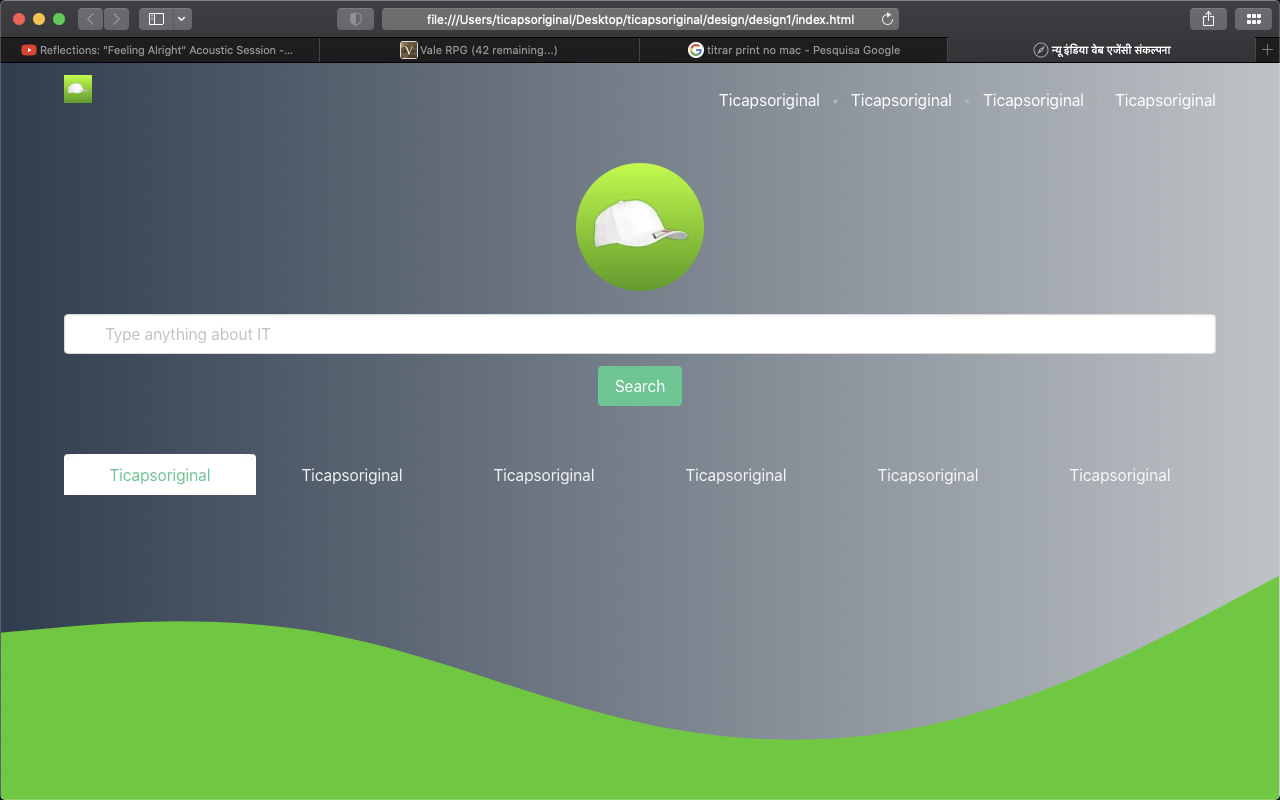 file:///Users/ticapsoriginal/Desktop/ticapsoriginal/design/design1/index.html
Reflections: "Feeling Alright" Acoustic Session -...
V Vale RPG (42 remaining...)
G titrar print no mac - Pesquisa Google
न्यू इंडिया वेब एजेंसी संकल्पना
Ticapsoriginal • Ticapsoriginal • Ticapsoriginal • Ticapsoriginal
Type anything about IT
Search
Ticapsoriginal Ticapsoriginal Ticapsoriginal Ticapsoriginal Ticapsoriginal Ticapsoriginal